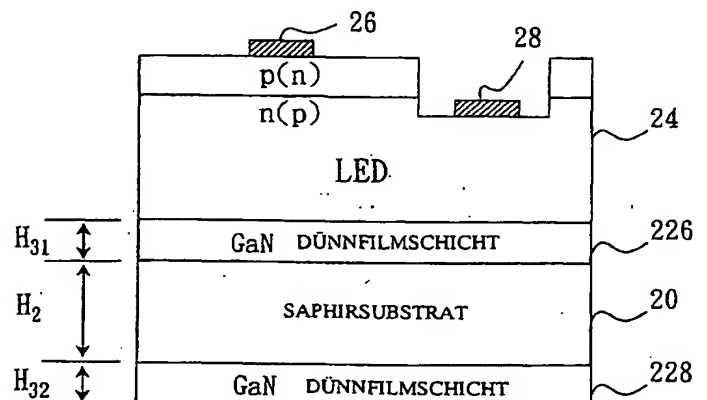 26
28
p(n)
n(p)
24
LED
H31
GaN DÜNNFILMSCHICHT
226
H2
SAPHIRSUBSTRAT
20
H32
GaN DÜNNFILMSCHICHT
228